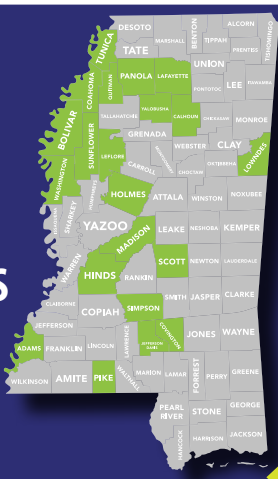 DESOTO
BENTON
ALCORN
TUNICA
TATE
MARSHALL
TIPPAH
PRENTISS
TISHOMINGO
COAHOMA
QUITMAN
PANOLA
LAFAYETTE
UNION
PONTOTOC
LEE
ITAWAMBA
BOLIVAR
TALLAHATCHIE
YALOBUSHA
CALHOUN
CHICKASAW
MONROE
SUNFLOWER
LEFLORE
GRENADA
WEBSTER
CLAY
LOWNDES
WASHINGTON
HUMPHREYS
CARROLL
MONTGOMERY
CHOCTAW
OKTIBBEHA
HOLMES
ATTALA
WINSTON
NOXUBEE
SHARKEY
YAZOO
MADISON
LEAKE
NESHOBA
KEMPER
WARREN
S
HINDS
RANKIN
SCOTT
NEWTON
LAUDERDALE
CLAIBORNE
COPIAH
SIMPSON
SMITH
JASPER
CLARKE
JEFFERSON
ADAMS
FRANKLIN
LINCOLN
LAWRENCE
JEFFERSON
DAVIS
COVINGTON
JONES
WAYNE
WILKINSON
AMITE
PIKE
WALTHALL
MARION
LAMAR
FORREST
PERRY
GREENE
PEARL
RIVER
STONE
GEORGE
HANCOCK
HARRISON
JACKSON